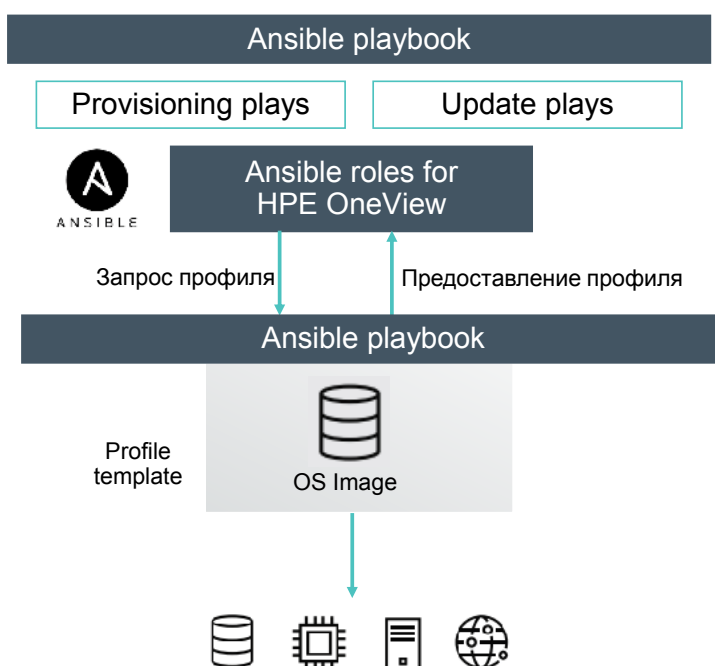 Ansible playbook
Provisioning plays
Update plays
Ansible roles for
HPE OneView
ANSIBLE
Запрос профиля
Предоставление профиля
Ansible playbook
Profile
template
OS Image